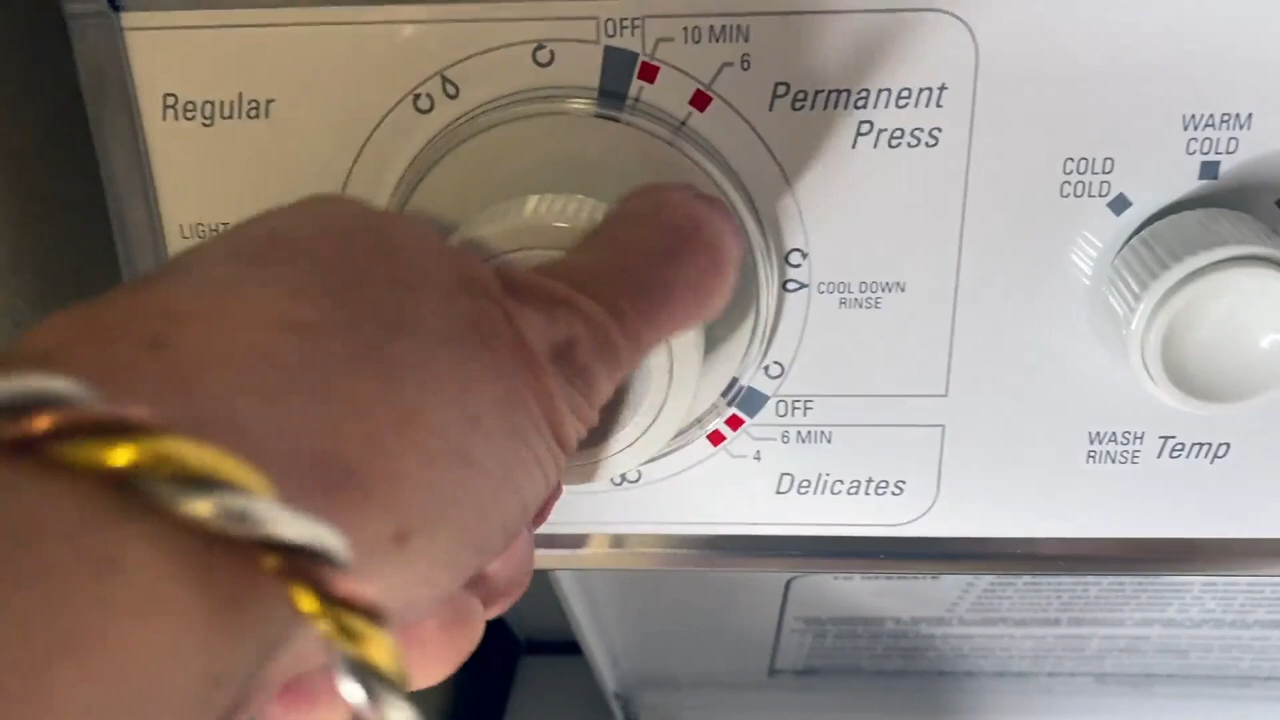 OFF
10 MIN
6
Regular
Permanent
Press
LIGHT
COOL DOWN
RINSE
OFF
6 MIN
4
Delicates
WARM
COLD
COLD
COLD
WASH
RINSE
Temp